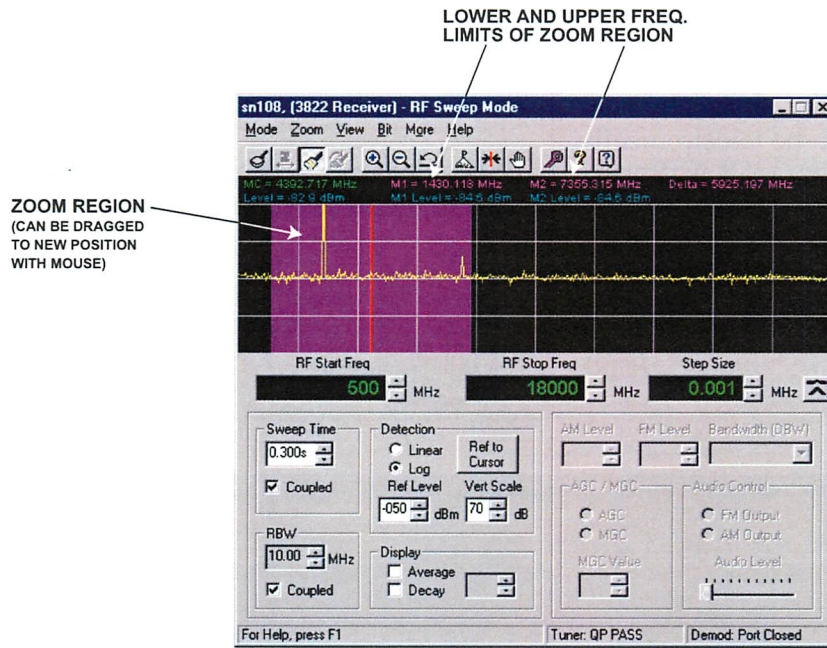 LOWER AND UPPER FREQ.
LIMITS OF ZOOM REGION
sn108, (3822 Receiver) - RF Sweep Mode
Mode Zoom View Bit More Help
MC = 4392.717 MHz M1 = 1430.118 MHz M2 = 7355.315 MHz Delta = 5925.197 MHz
Level = -82.9 dBm M1 Level = -84.6 dBm M2 Level = -84.6 dBm
ZOOM REGION
(CAN BE DRAGGED
TO NEW POSITION
WITH MOUSE)
RF Start Freq RF Stop Freq Step Size
500 MHz 18000 MHz 0.001 MHz
Sweep Time
0.300s
Coupled
RBW
10.00 MHz
Coupled
Detection
Linear
Log
Ref to
Cursor
Ref Level Vert Scale
-050 dBm 70 dB
Display
Average
Decay
AM Level FM Level Bandwidth (DBW)
AGC / MGC
AGC
MGC
MGC Value
Audio Control
FM Output
AM Output
Audio Level
For Help, press F1 Tuner: QP PASS Demod: Port Closed